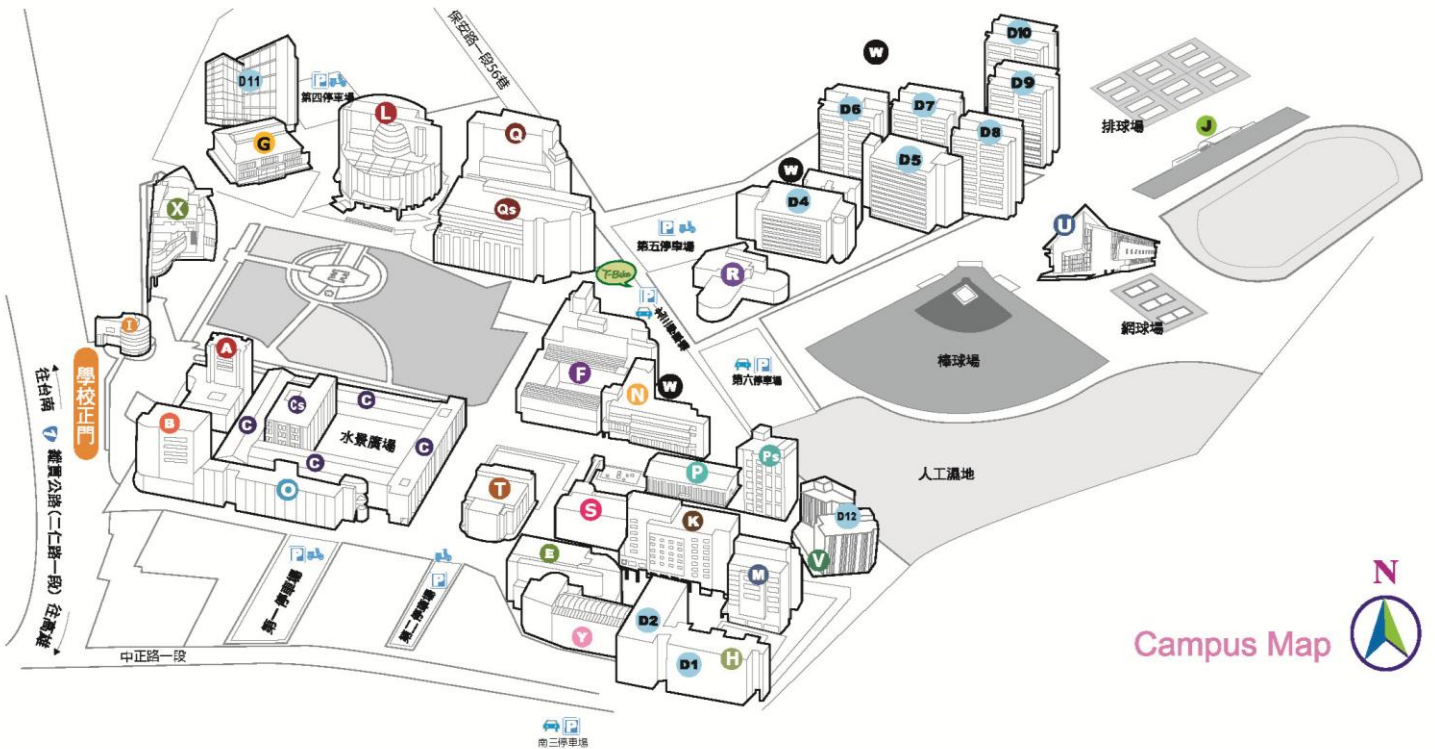 保安路一段56巷
D10
W
D11
P
第四停車場
D9
D6
D7
L
排球場
J
Q
D8
G
D5
W
X
Qs
D4
U
P
第五停車場
R
T-Bike
P
I
網球場
A
棒球場
P
第六停車場
F
N
W
學校正門
往台南
1
縱貫公路(二仁路一段)
往高雄
Cs
C
B
C
水景廣場
C
C
O
Ps
P
人工濕地
T
S
K
D12
E
V
M
N
P
第一停車場
P
第二停車場
D2
Y
Campus Map
中正路一段
D1
H
P
南三停車場